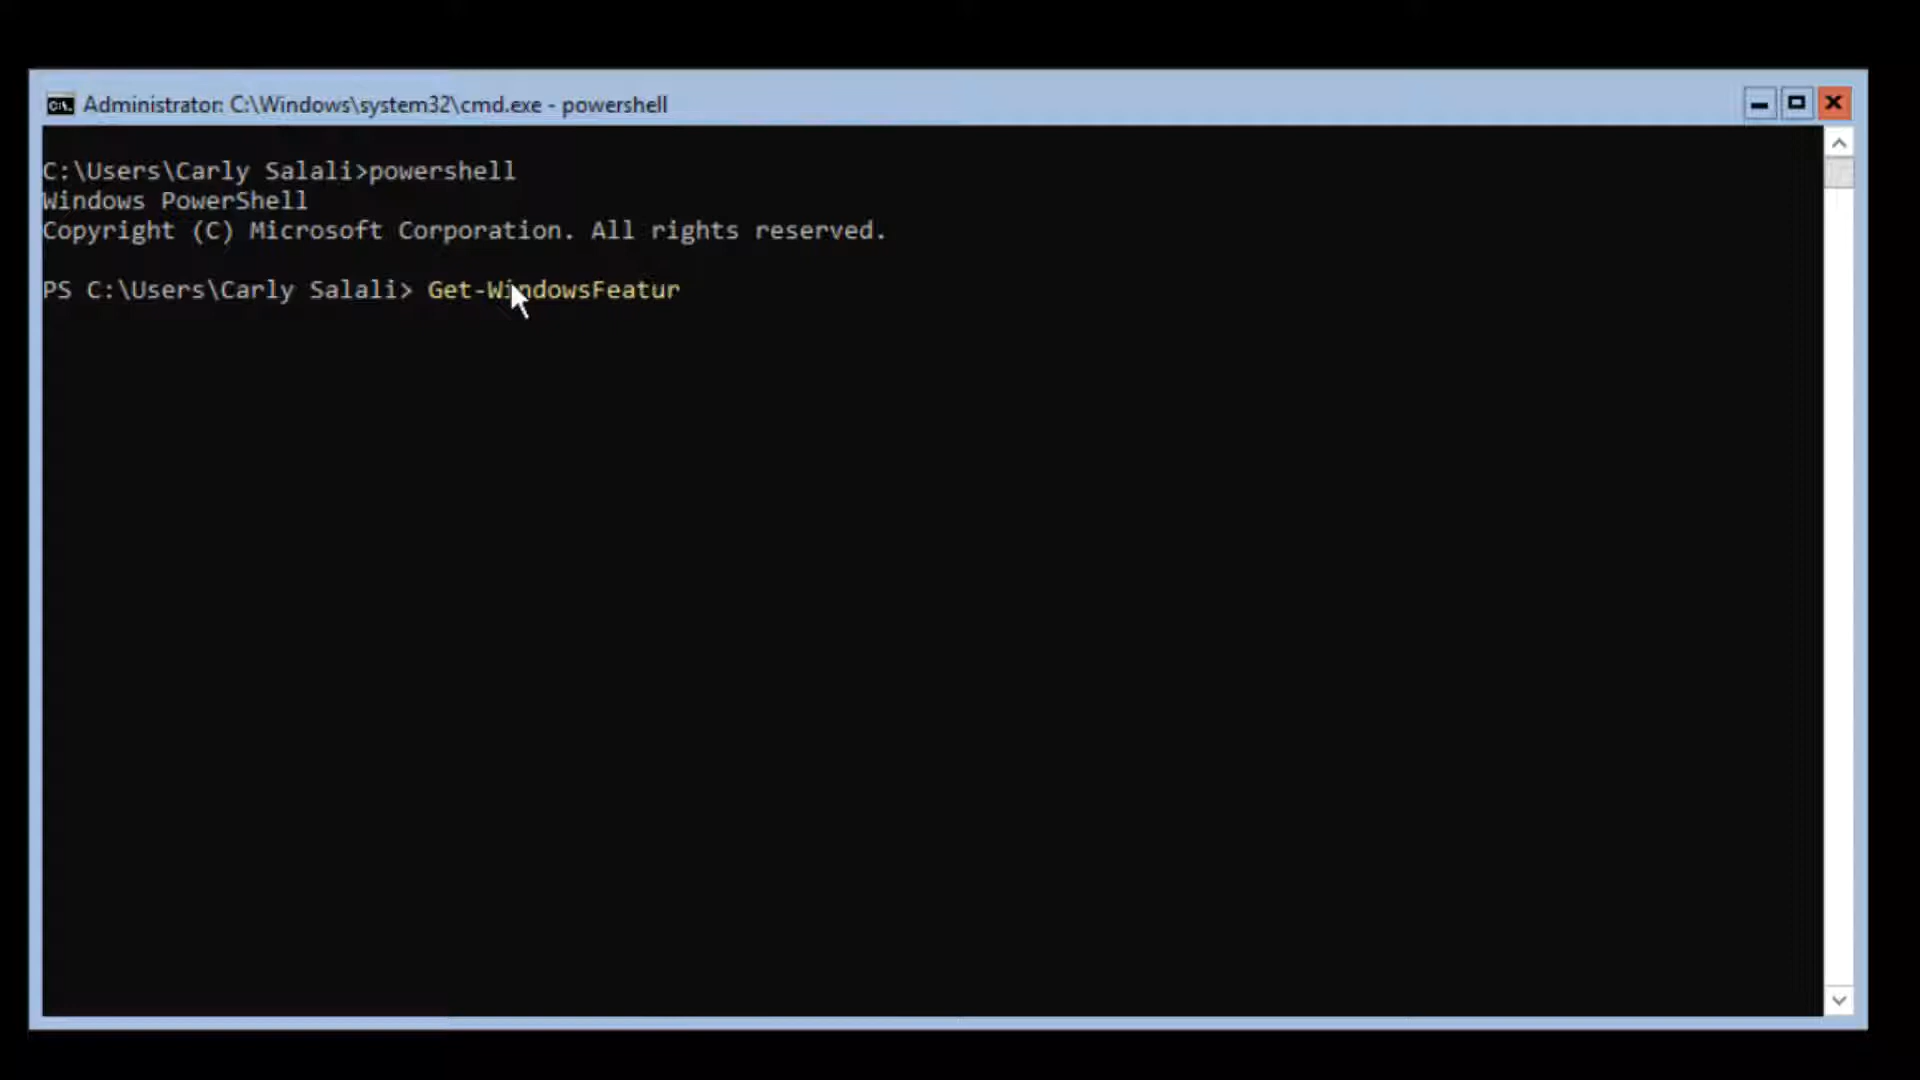 Administrator: C:\Windows\system32\cmd.exe - powershell
C:\Users\Carly Salali>powershell
Windows PowerShell
Copyright (C) Microsoft Corporation. All rights reserved.
PS C:\Users\Carly Salali> Get-WindowsFeatur